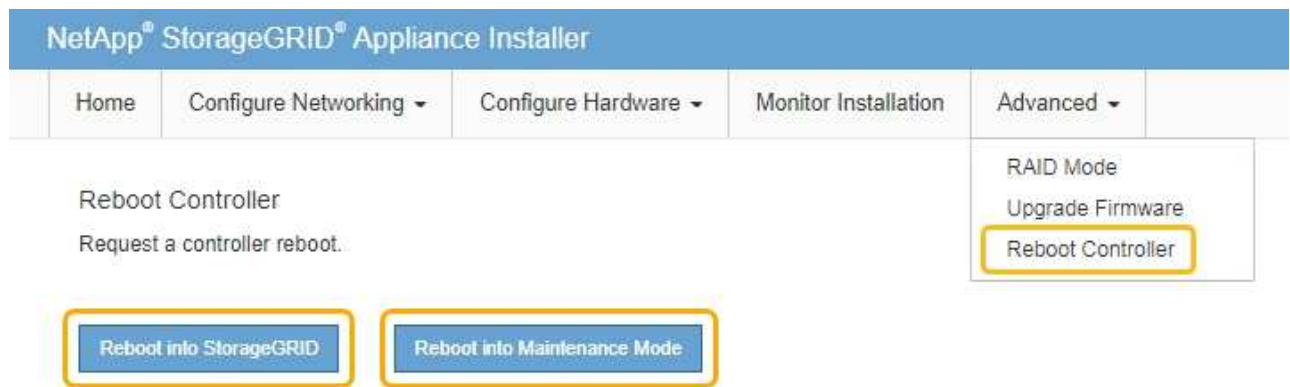 NetApp® StorageGRID® Appliance Installer
Home Configure Networking Configure Hardware Monitor Installation Advanced
RAID Mode
Upgrade Firmware
Reboot Controller
Reboot Controller
Request a controller reboot.
Reboot into StorageGRID Reboot into Maintenance Mode